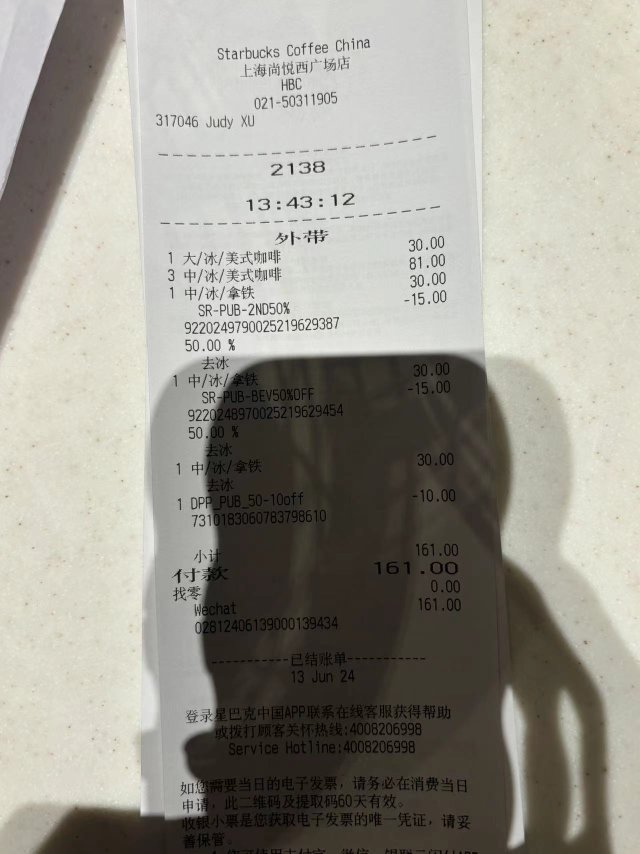 Starbucks Coffee China
上海尚悦西广场店
HBC
021-50311905
317046 Judy XU
2138
13:43:12
外带
1 大/冰/美式咖啡 30.00
3 中/冰/美式咖啡 81.00
1 中/冰/拿铁 30.00
SR-PUB-2ND50% -15.00
9220249790025219629387
50.00 %
去冰
1 中/冰/拿铁 30.00
SR-PUB-BEV50%OFF -15.00
9220248970025219629454
50.00 %
去冰
1 中/冰/拿铁 30.00
去冰
1 DPP_PUB_50-10off -10.00
7310183060783798610
小计 161.00
付款 161.00
找零 0.00
Wechat 161.00
02812406139000139434
-----------已结账单-----------
13 Jun 24
登录星巴克中国APP联系在线客服获得帮助
或拨打顾客关怀热线:4008206998
Service Hotline:4008206998
如您需要当日的电子发票，请务必在消费当日
申请，此二维码及提取码60天有效。
收银小票是您获取电子发票的唯一凭证，请妥
善保管。